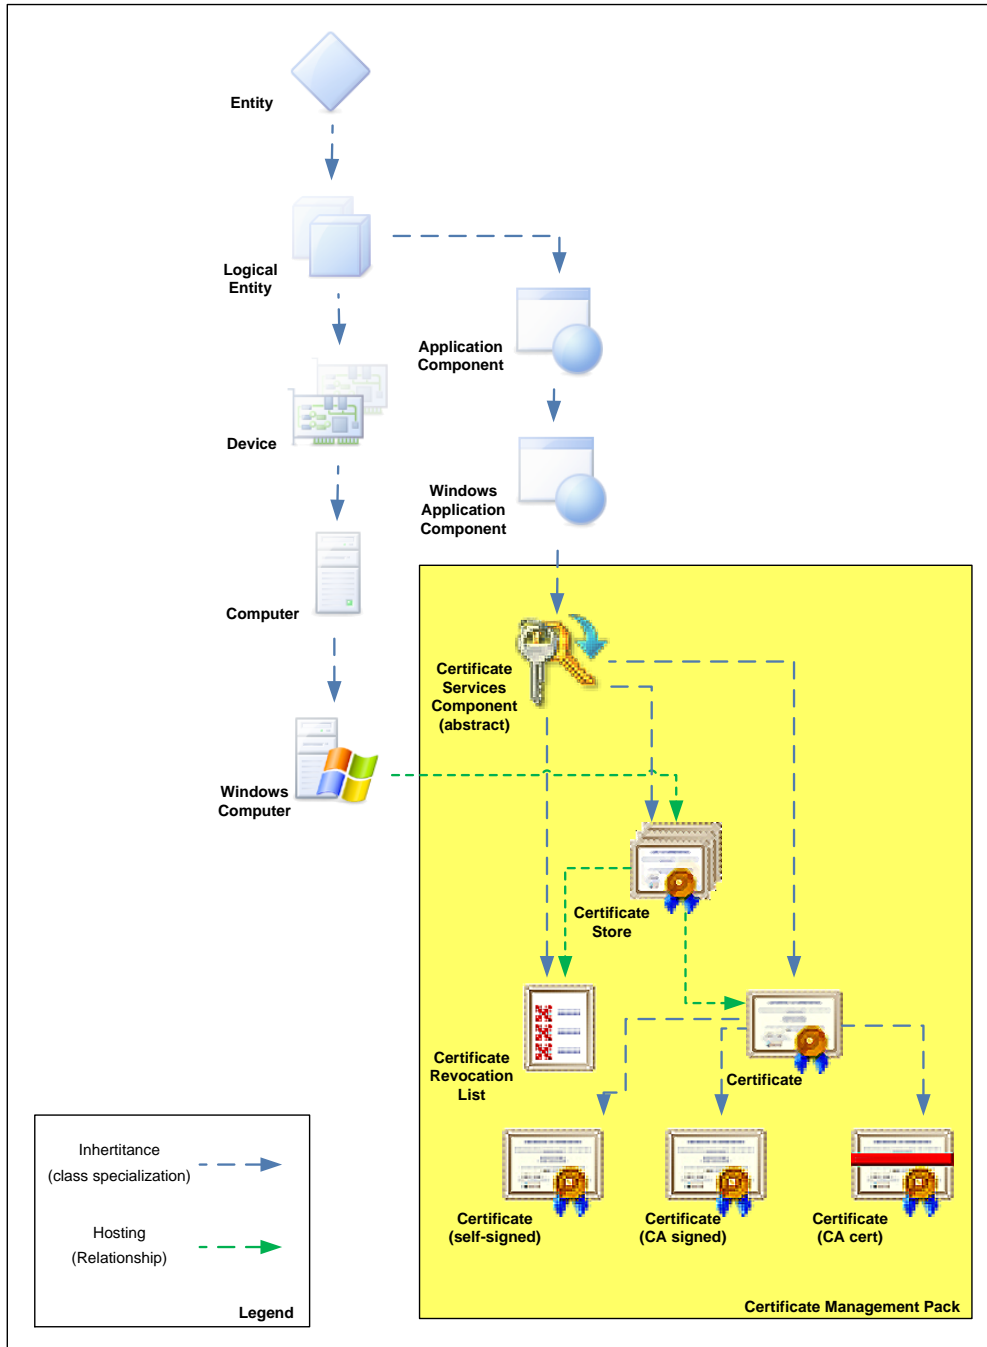 Entity
Logical
Entity
Application
Component
Device
Windows
Application
Component
Computer
Certificate
Services
Component
(abstract)
Windows
Computer
Certificate
Store
Certificate
Revocation
List
Certificate
Certificate
(self-signed)
Certificate
(CA signed)
Certificate
(CA cert)
Inhertitance
(class specialization)
Hosting
(Relationship)
Legend
Certificate Management Pack